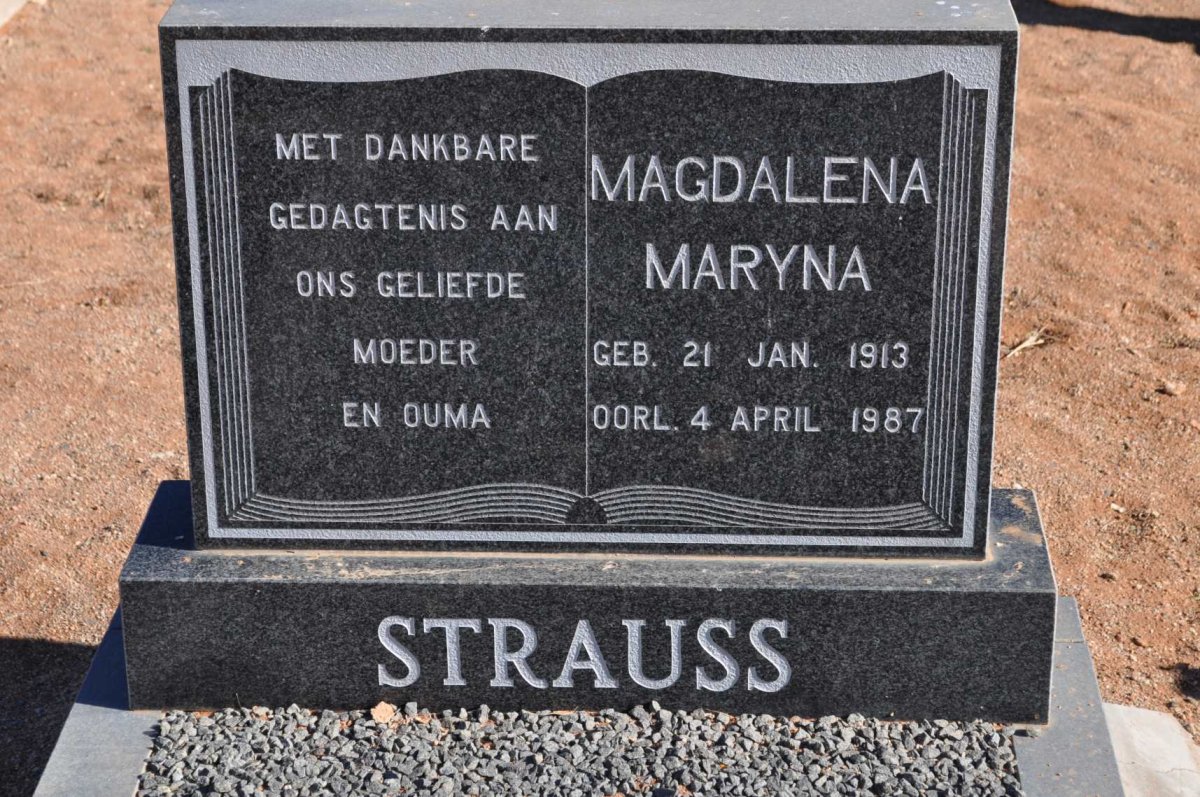 MET DANKBARE
GEDAGTENIS AAN
ONS GELIEFDE
MOEDER
EN OUMA
MAGDALENA
MARYNA
GEB. 21 JAN. 1913
OORL. 4 APRIL 1987
STRAUSS